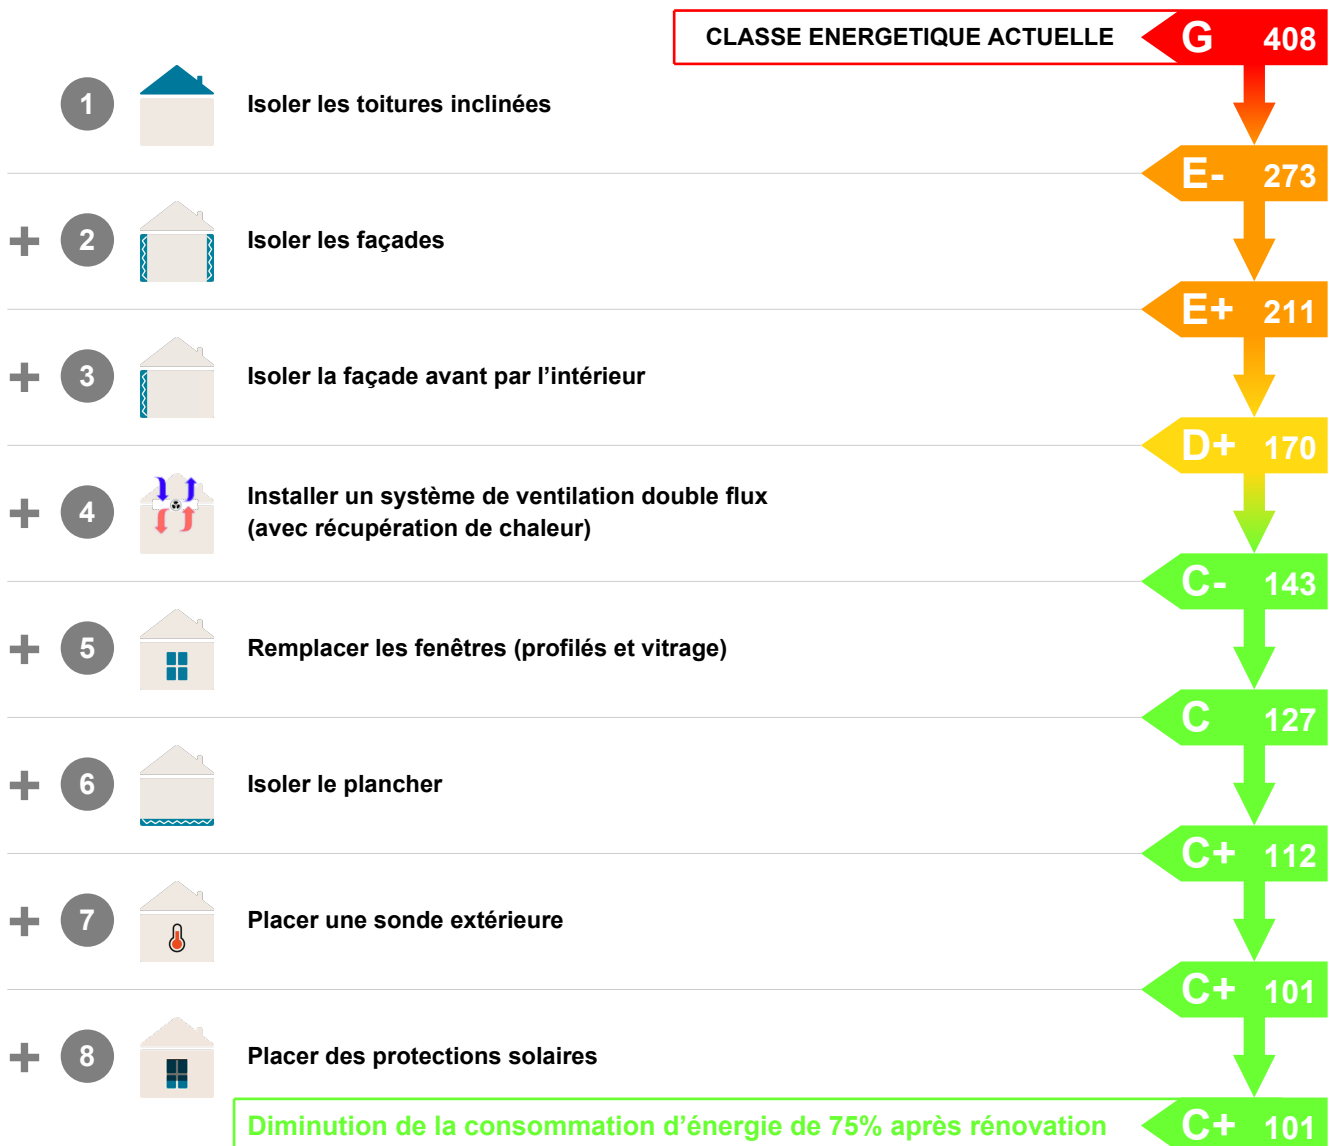 CLASSE ENERGETIQUE ACTUELLE G 408
1 Isoler les toitures inclinées
E- 273
+ 2 Isoler les façades
E+ 211
+ 3 Isoler la façade avant par l’intérieur
D+ 170
+ 4 Installer un système de ventilation double flux
(avec récupération de chaleur)
C- 143
+ 5 Remplacer les fenêtres (profilés et vitrage)
C 127
+ 6 Isoler le plancher
C+ 112
+ 7 Placer une sonde extérieure
C+ 101
+ 8 Placer des protections solaires
Diminution de la consommation d’énergie de 75% après rénovation C+ 101